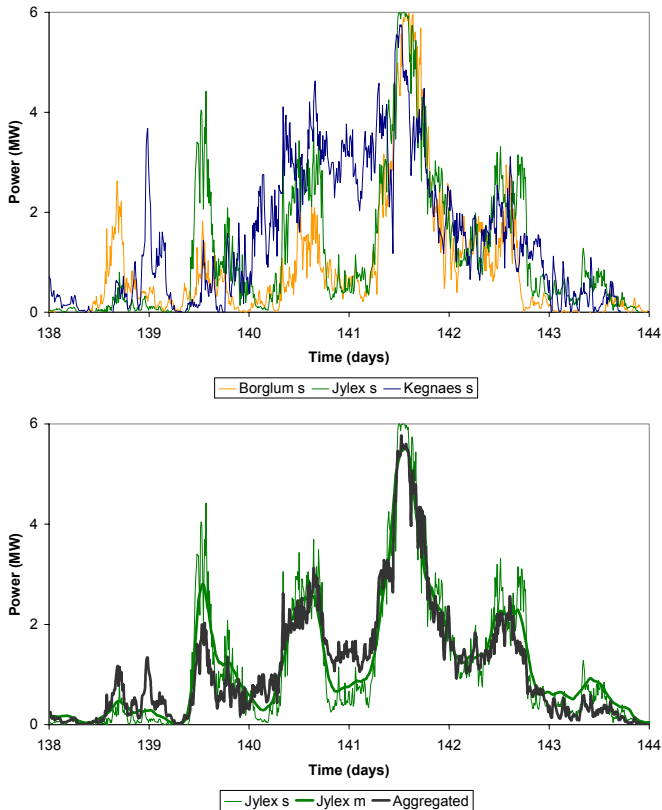 6
4
Power (MW)
2
0
138 139 140 141 142 143 144
Time (days)
Borglum s Jylex s Kegnaes s
6
4
Power (MW)
2
0
138 139 140 141 142 143 144
Time (days)
Jylex s Jylex m Aggregated